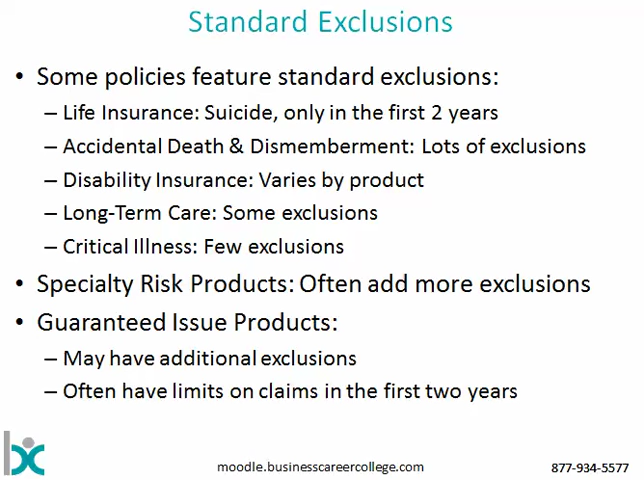 Standard Exclusions
• Some policies feature standard exclusions:
– Life Insurance: Suicide, only in the first 2 years
– Accidental Death & Dismemberment: Lots of exclusions
– Disability Insurance: Varies by product
– Long-Term Care: Some exclusions
– Critical Illness: Few exclusions
• Specialty Risk Products: Often add more exclusions
• Guaranteed Issue Products:
– May have additional exclusions
– Often have limits on claims in the first two years
moodle.businesscareercollege.com
877-934-5577